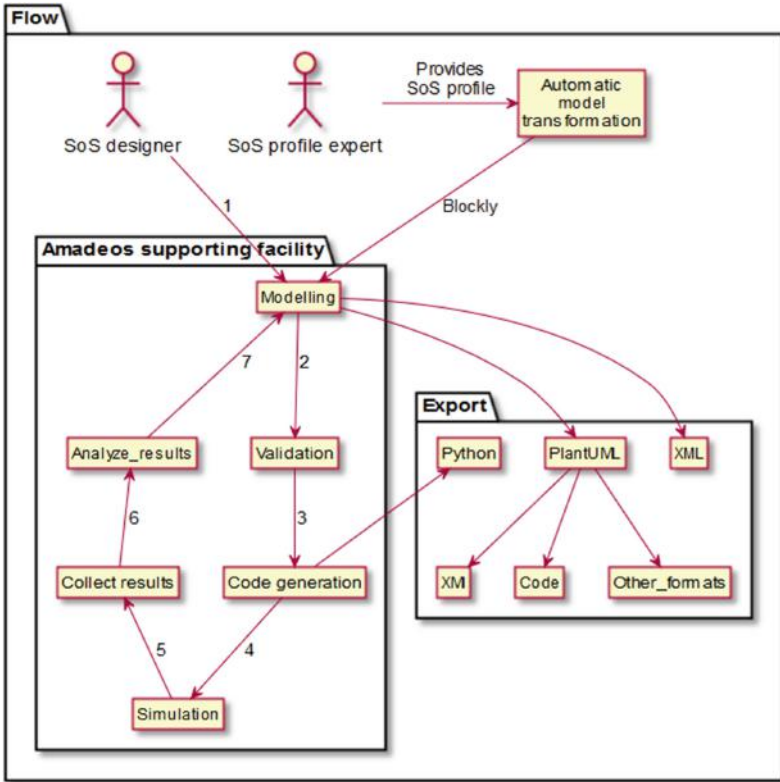 Flow
Provides
SoS profile
Automatic
model
transformation
SoS designer
SoS profile expert
1
Blockly
Amadeos supporting facility
Modelling
7
2
Export
Analyze_results
Validation
Python
PlantUML
XML
6
3
Collect results
Code generation
XMI
Code
Other_formats
5
4
Simulation